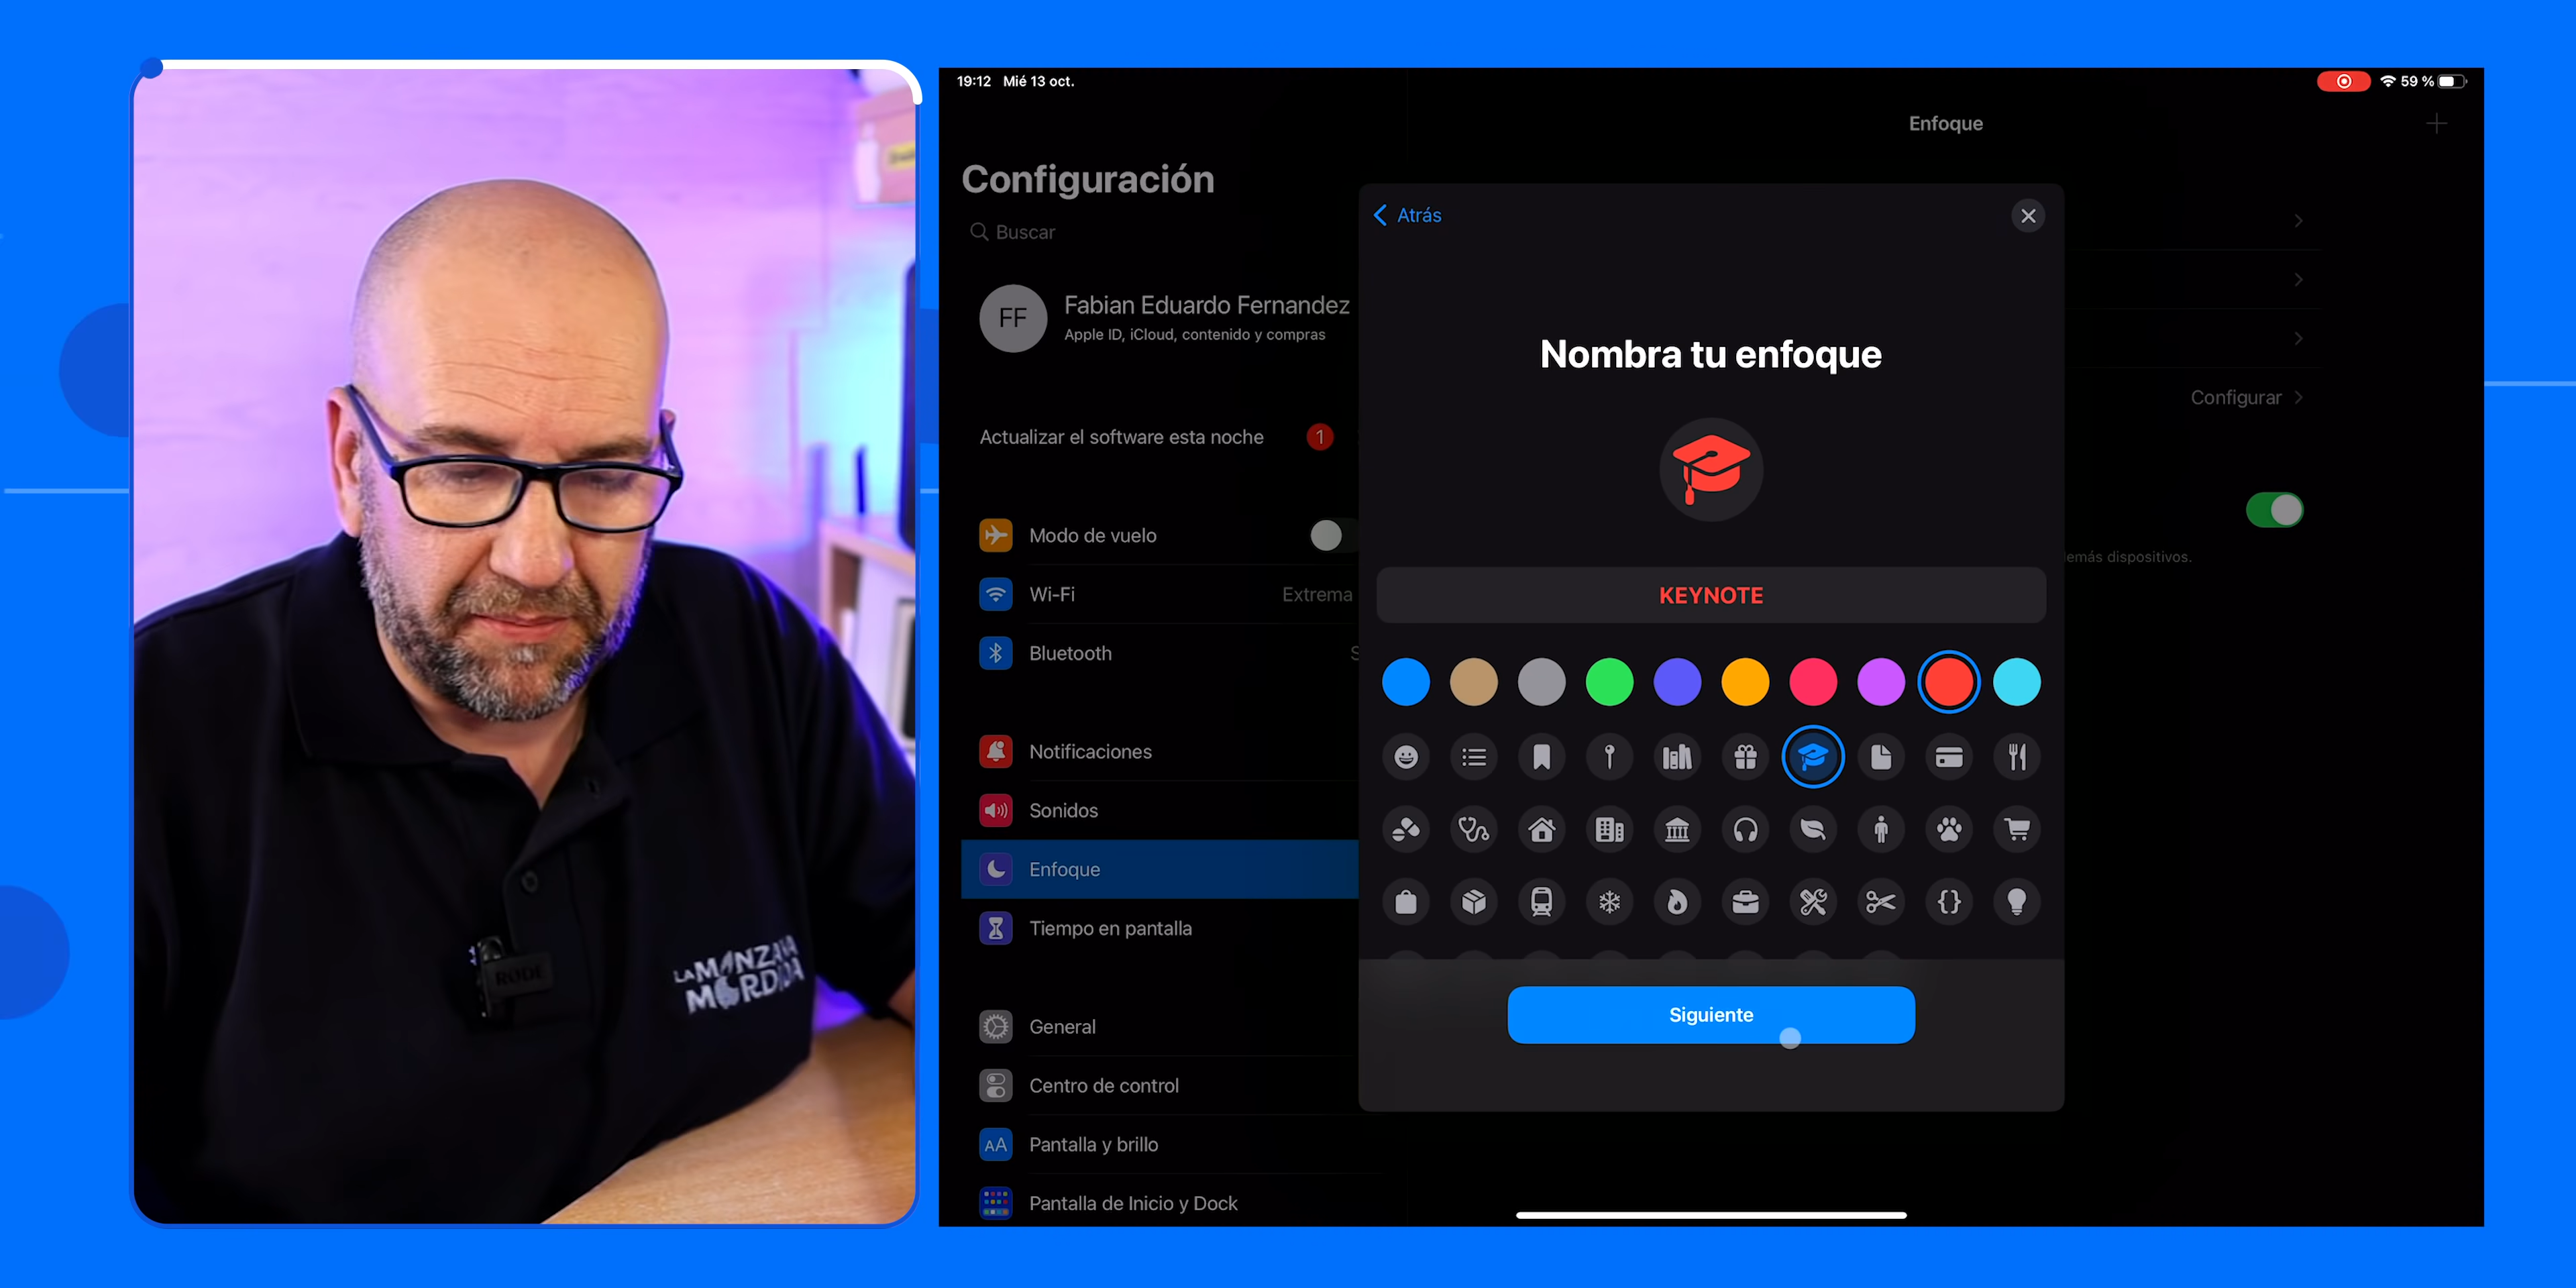 19:12 Mié 13 oct.
59 %
Enfoque
Configuración
Buscar
FF
Fabian Eduardo Fernandez
Apple ID, iCloud, contenido y compras
Actualizar el software esta noche
1
Modo de vuelo
Wi-Fi
Extrema
Bluetooth
S
Notificaciones
Sonidos
Enfoque
Tiempo en pantalla
General
Centro de control
AA
Pantalla y brillo
Pantalla de Inicio y Dock
Atrás
Nombra tu enfoque
KEYNOTE
Siguiente
Configurar
emás dispositivos.
RØDE
LA MANZANA
MORDIDA